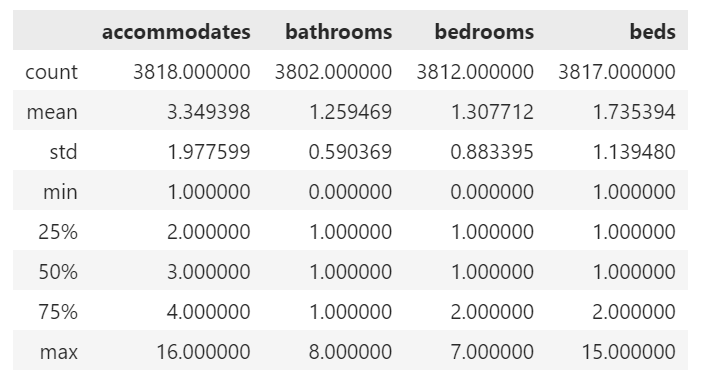 accommodates bathrooms bedrooms beds
count 3818.000000 3802.000000 3812.000000 3817.000000
mean 3.349398 1.259469 1.307712 1.735394
std 1.977599 0.590369 0.883395 1.139480
min 1.000000 0.000000 0.000000 1.000000
25% 2.000000 1.000000 1.000000 1.000000
50% 3.000000 1.000000 1.000000 1.000000
75% 4.000000 1.000000 2.000000 2.000000
max 16.000000 8.000000 7.000000 15.000000